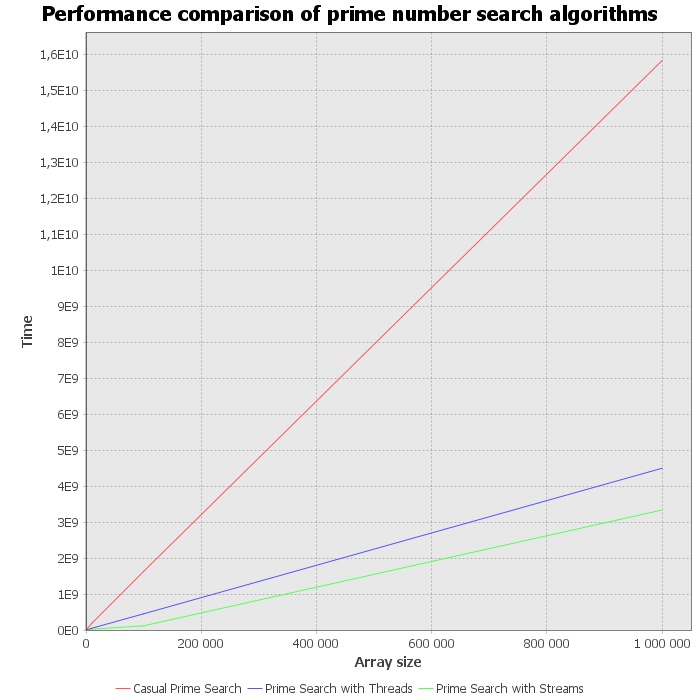 Performance comparison of prime number search algorithms
1,6E10
1,5E10
1,4E10
1,3E10
1,2E10
1,1E10
1E10
9E9
8E9
7E9
6E9
5E9
4E9
3E9
2E9
1E9
0E0
Time
0 200 000 400 000 600 000 800 000 1 000 000
Array size
Casual Prime Search Prime Search with Threads Prime Search with Streams